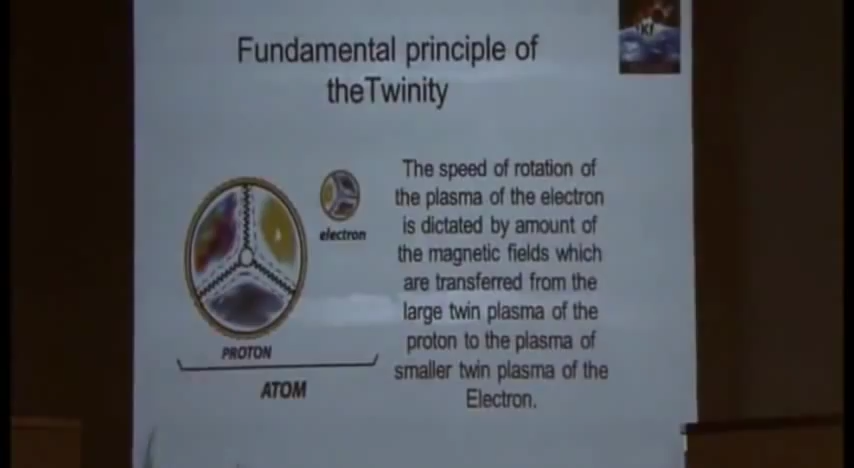 Fundamental principle of
theTwinity
Kf
The speed of rotation of
the plasma of the electron
is dictated by amount of
the magnetic fields which
are transferred from the
large twin plasma of the
proton to the plasma of
smaller twin plasma of the
Electron.
electron
PROTON
ATOM